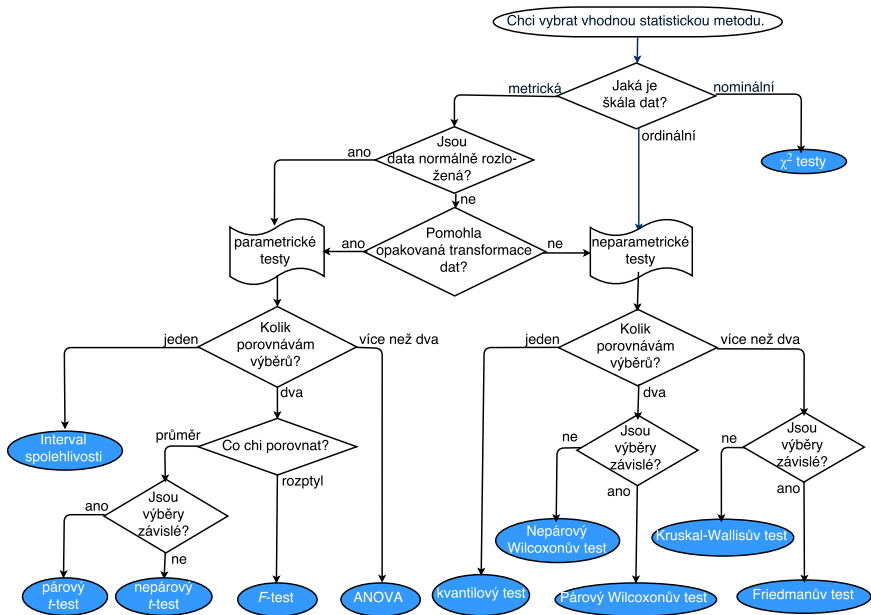 Chci vybrat vhodnou statistickou metodu.
metrická
Jaká je
škála dat?
nominální
ordinální
χ² testy
Jsou
data normálně rozlo-
žená?
ano
ne
parametrické
testy
ano
Pomohla
opakovaná transformace
dat?
ne
neparametrické
testy
jeden
Kolik
porovnávám
výběrů?
více než dva
dva
jeden
Kolik
porovnávám
výběrů?
více než dva
dva
Interval
spolehlivosti
průměr
Co chi porovnat?
rozptyl
ne
Jsou
výběry
závislé?
ano
ne
Jsou
výběry
závislé?
ano
ano
Jsou
výběry
závislé?
ne
Nepárový
Wilcoxonův test
Kruskal-Wallisův test
párový
t-test
nepárový
t-test
F-test
ANOVA
kvantilový test
Párový Wilcoxonův test
Friedmanův test